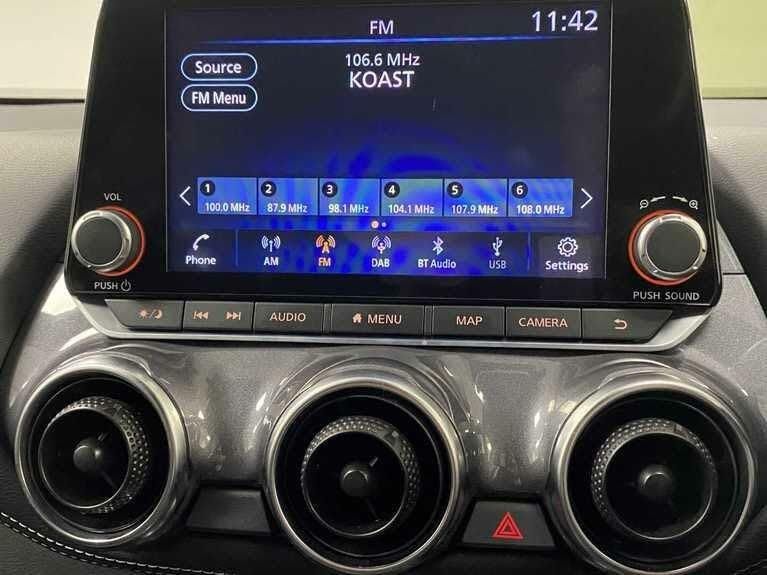 FM
11:42
106.6 MHz
KOAST
Source
FM Menu
1 2 3 4 5 6
100.0 MHz 87.9 MHz 98.1 MHz 104.1 MHz 107.9 MHz 108.0 MHz
Phone AM FM DAB BT Audio USB Settings
VOL
PUSH
PUSH SOUND
AUDIO MENU MAP CAMERA